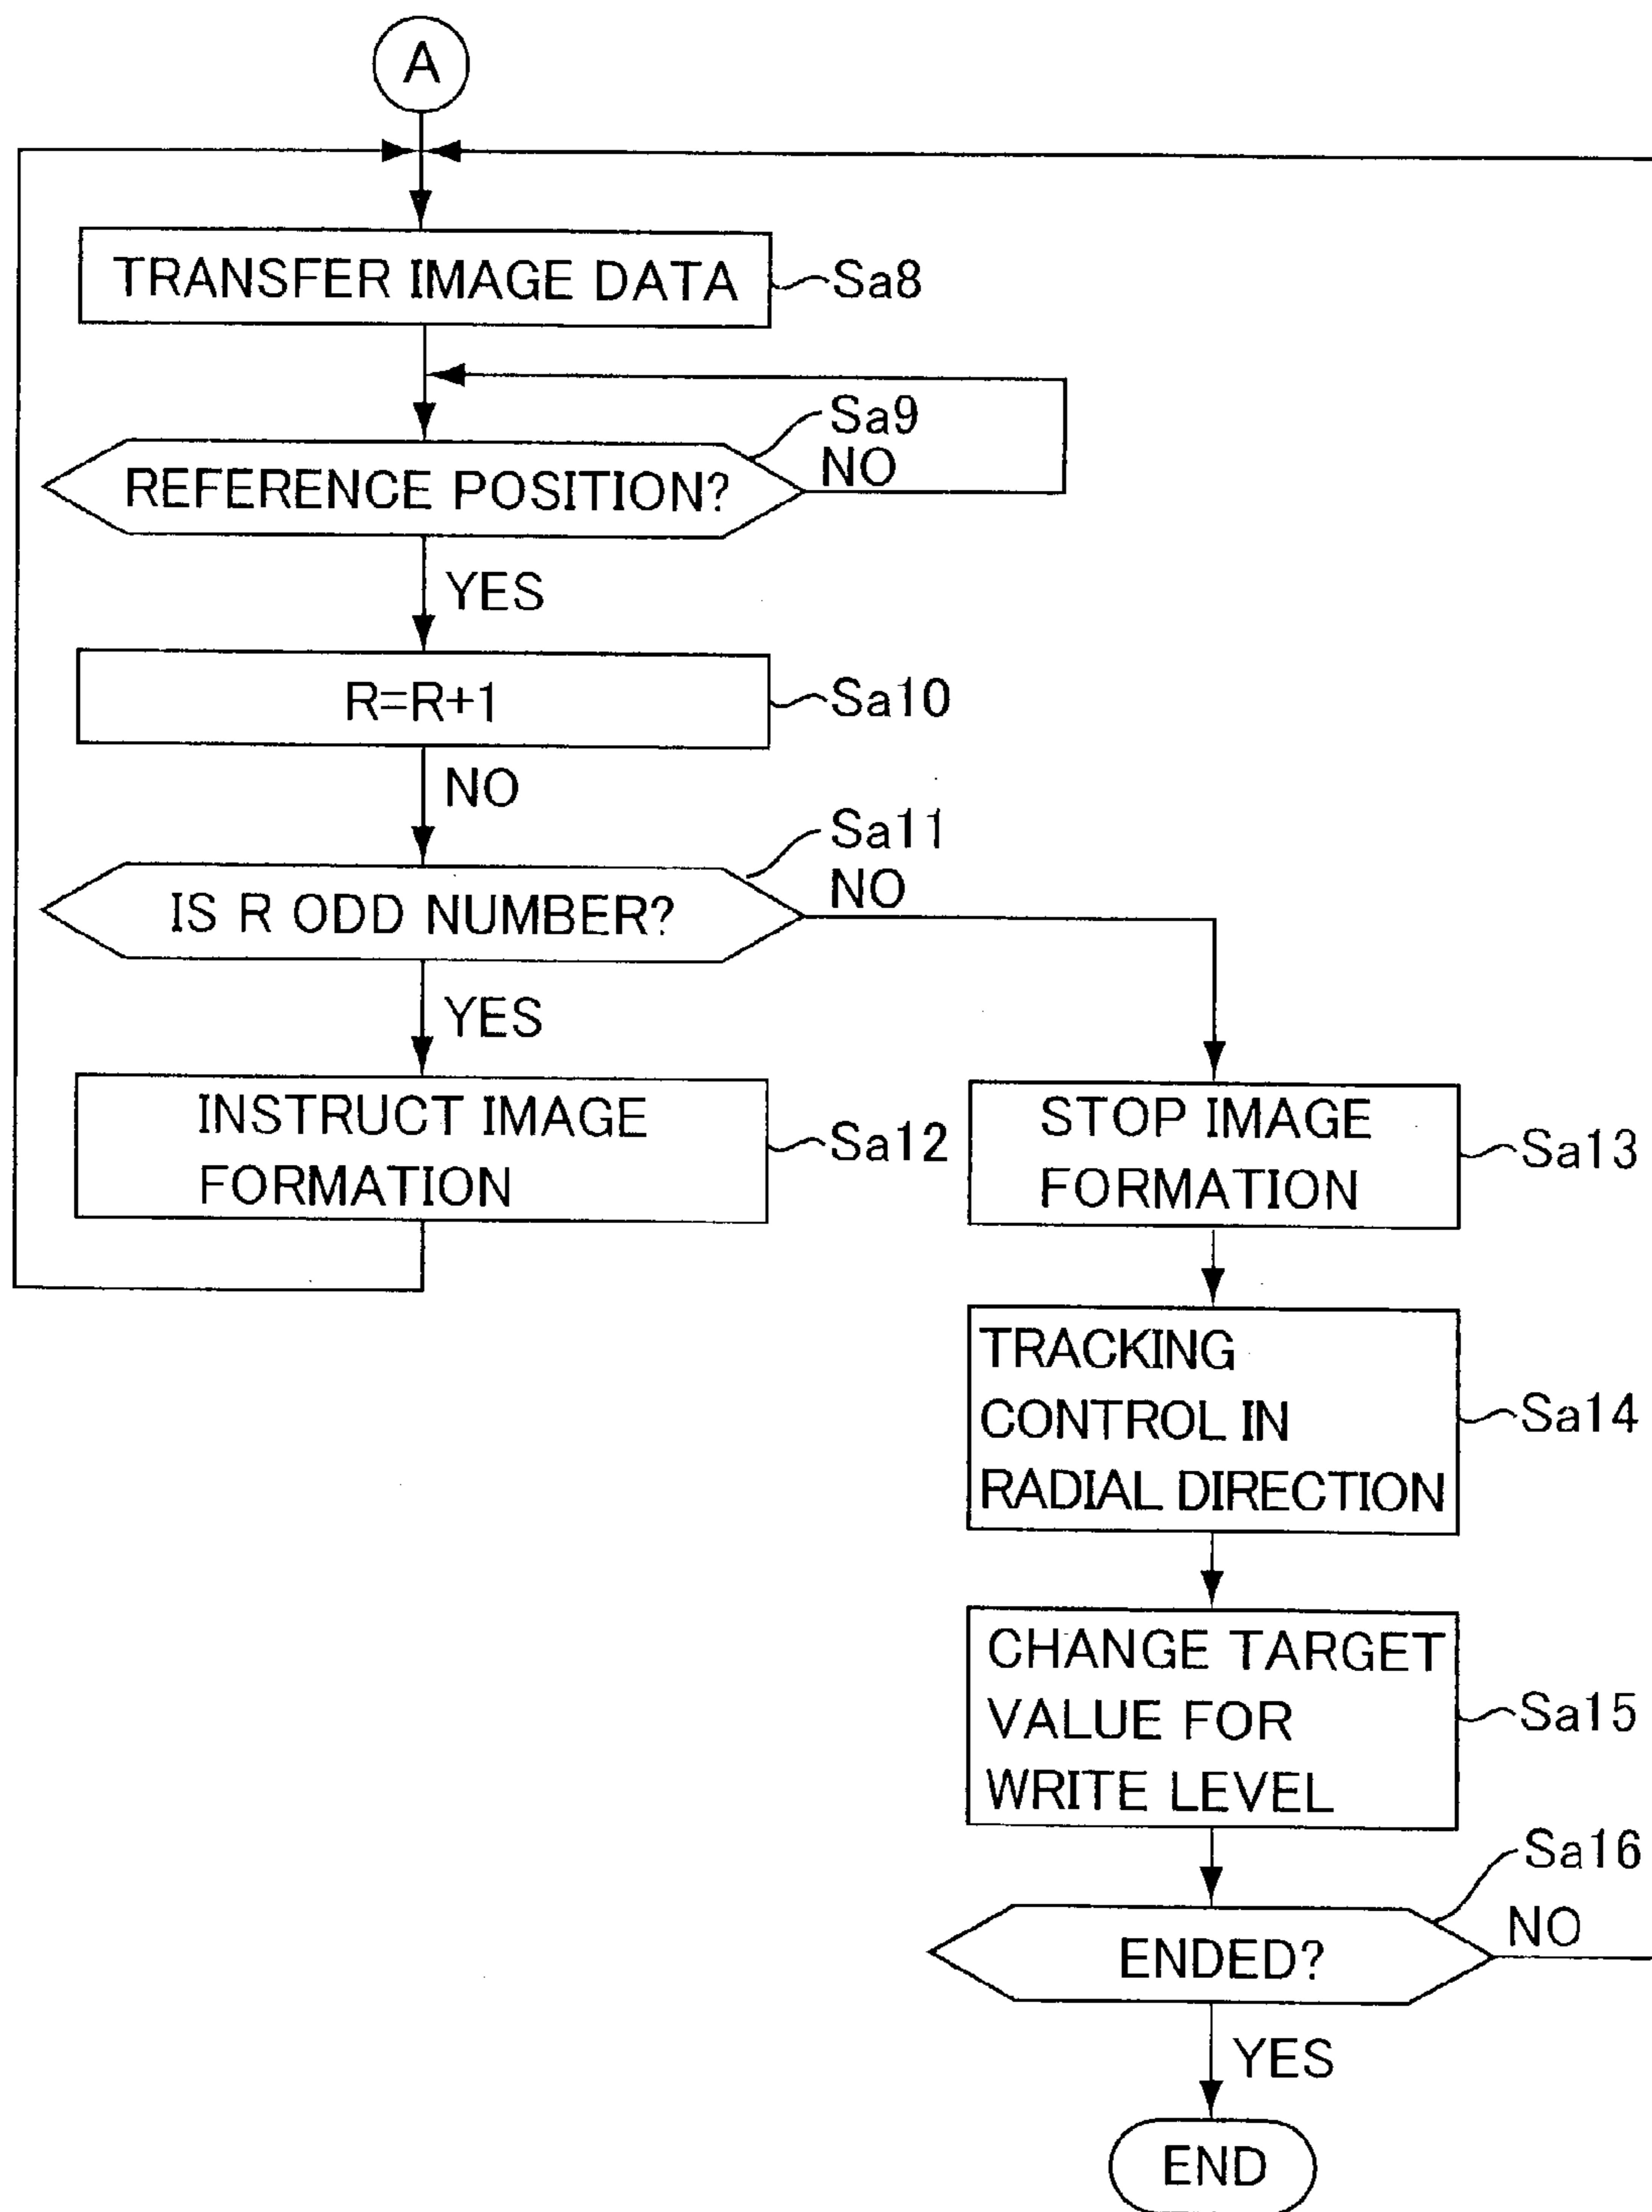 A
TRANSFER IMAGE DATA
Sa8
Sa9
NO
REFERENCE POSITION?
YES
R=R+1
Sa10
NO
Sa11
NO
IS R ODD NUMBER?
YES
INSTRUCT IMAGE
FORMATION
Sa12
STOP IMAGE
FORMATION
Sa13
TRACKING
CONTROL IN
RADIAL DIRECTION
Sa14
CHANGE TARGET
VALUE FOR
WRITE LEVEL
Sa15
Sa16
NO
ENDED?
YES
END